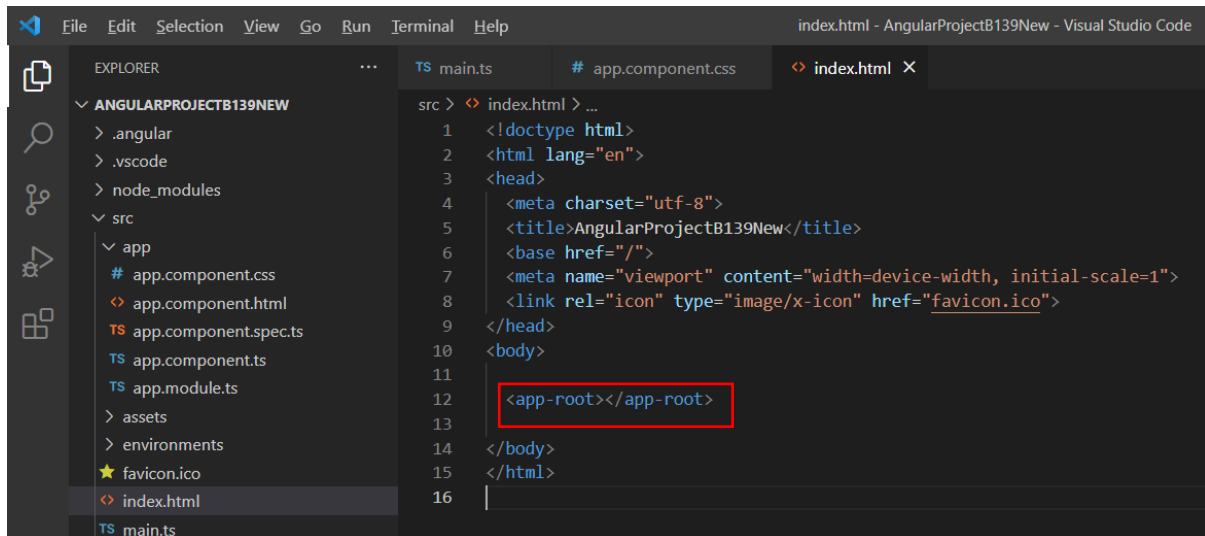 File Edit Selection View Go Run Terminal Help index.html - AngularProjectB139New - Visual Studio Code
EXPLORER ...
ANGULARPROJECTB139NEW
> .angular
> .vscode
> node_modules
src
app
# app.component.css
<> app.component.html
TS app.component.spec.ts
TS app.component.ts
TS app.module.ts
> assets
> environments
favicon.ico
<> index.html
TS main.ts
TS main.ts # app.component.css <> index.html ×
src > <> index.html > ...
1 <!doctype html>
2 <html lang="en">
3 <head>
4 <meta charset="utf-8">
5 <title>AngularProjectB139New</title>
6 <base href="/">
7 <meta name="viewport" content="width=device-width, initial-scale=1">
8 <link rel="icon" type="image/x-icon" href="favicon.ico">
9 </head>
10 <body>
11
12 <app-root></app-root>
13
14 </body>
15 </html>
16